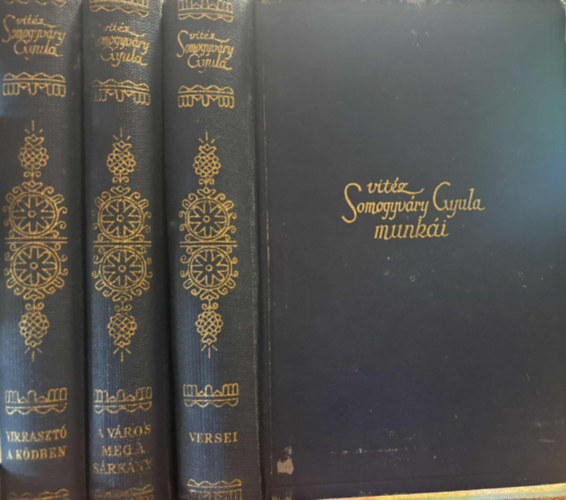 vitéz
Somogyváry
Gyula
VIRRASZTÓ
A KÖDBEN
vitéz
Somogyváry
Gyula
A VÁROS
MEG A
SÁRKÁNY
vitéz
Somogyváry
Gyula
VERSEI
vitéz
Somogyváry Gyula
munkái